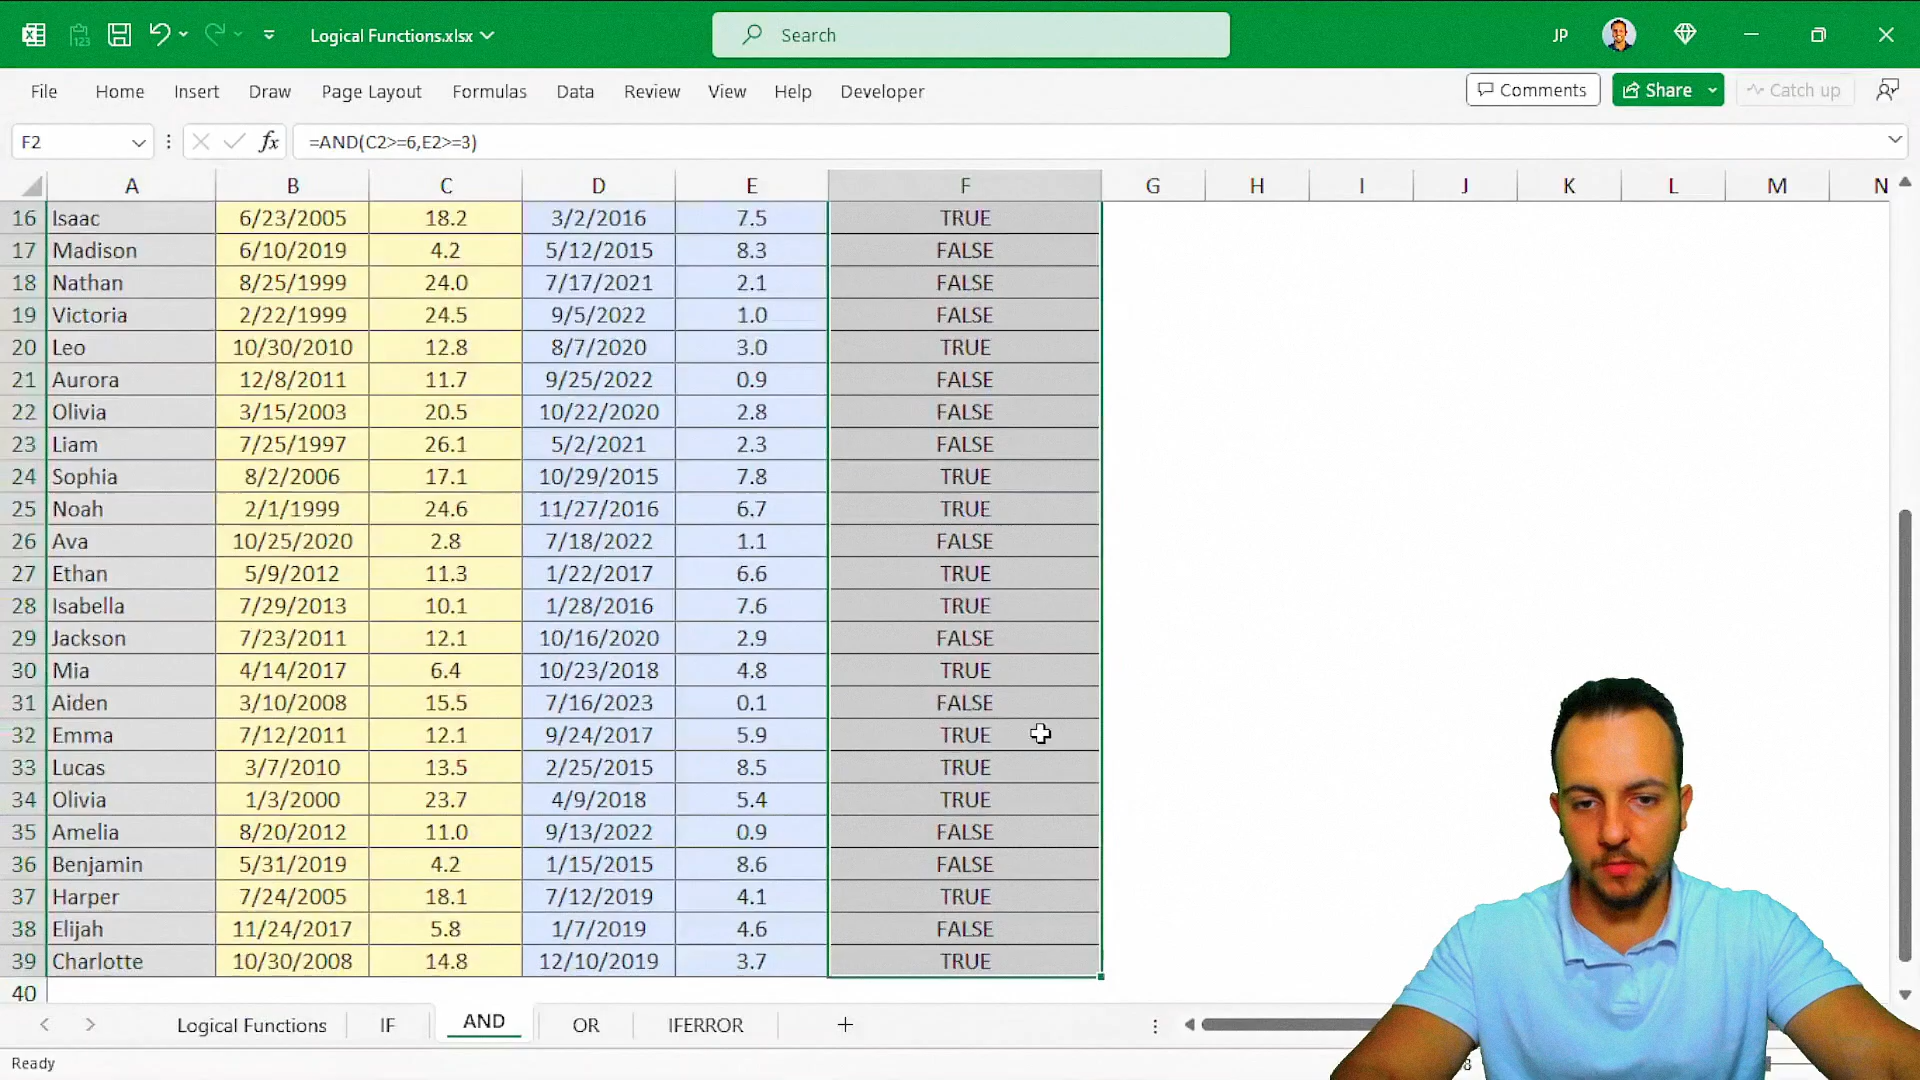 Logical Functions.xlsx
Search
JP
File Home Insert Draw Page Layout Formulas Data Review View Help Developer
Comments Share Catch up
F2 fx =AND(C2>=6,E2>=3)
A B C D E F G H I J K L M N
16 Isaac 6/23/2005 18.2 3/2/2016 7.5 TRUE
17 Madison 6/10/2019 4.2 5/12/2015 8.3 FALSE
18 Nathan 8/25/1999 24.0 7/17/2021 2.1 FALSE
19 Victoria 2/22/1999 24.5 9/5/2022 1.0 FALSE
20 Leo 10/30/2010 12.8 8/7/2020 3.0 TRUE
21 Aurora 12/8/2011 11.7 9/25/2022 0.9 FALSE
22 Olivia 3/15/2003 20.5 10/22/2020 2.8 FALSE
23 Liam 7/25/1997 26.1 5/2/2021 2.3 FALSE
24 Sophia 8/2/2006 17.1 10/29/2015 7.8 TRUE
25 Noah 2/1/1999 24.6 11/27/2016 6.7 TRUE
26 Ava 10/25/2020 2.8 7/18/2022 1.1 FALSE
27 Ethan 5/9/2012 11.3 1/22/2017 6.6 TRUE
28 Isabella 7/29/2013 10.1 1/28/2016 7.6 TRUE
29 Jackson 7/23/2011 12.1 10/16/2020 2.9 FALSE
30 Mia 4/14/2017 6.4 10/23/2018 4.8 TRUE
31 Aiden 3/10/2008 15.5 7/16/2023 0.1 FALSE
32 Emma 7/12/2011 12.1 9/24/2017 5.9 TRUE
33 Lucas 3/7/2010 13.5 2/25/2015 8.5 TRUE
34 Olivia 1/3/2000 23.7 4/9/2018 5.4 TRUE
35 Amelia 8/20/2012 11.0 9/13/2022 0.9 FALSE
36 Benjamin 5/31/2019 4.2 1/15/2015 8.6 FALSE
37 Harper 7/24/2005 18.1 7/12/2019 4.1 TRUE
38 Elijah 11/24/2017 5.8 1/7/2019 4.6 FALSE
39 Charlotte 10/30/2008 14.8 12/10/2019 3.7 TRUE
40
Logical Functions IF AND OR IFERROR
Ready